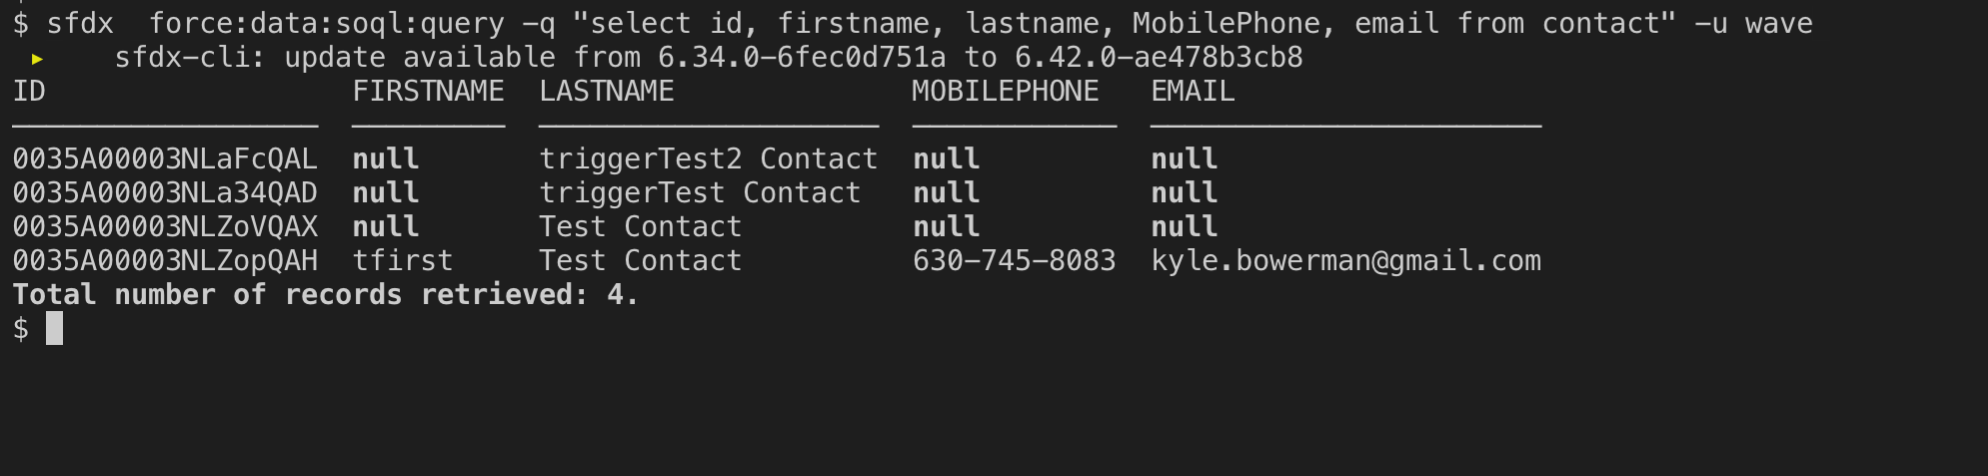 $ sfdx  force:data:soql:query -q "select id, firstname, lastname, MobilePhone, email from contact" -u wave
 ▸    sfdx-cli: update available from 6.34.0-6fec0d751a to 6.42.0-ae478b3cb8
ID                  FIRSTNAME  LASTNAME              MOBILEPHONE   EMAIL
──────────────────  ─────────  ────────────────────  ────────────  ───────────────────────
0035A00003NLaFcQAL  null       triggerTest2 Contact  null          null
0035A00003NLa34QAD  null       triggerTest Contact   null          null
0035A00003NLZoVQAX  null       Test Contact          null          null
0035A00003NLZopQAH  tfirst     Test Contact          630-745-8083  kyle.bowerman@gmail.com
Total number of records retrieved: 4.
$